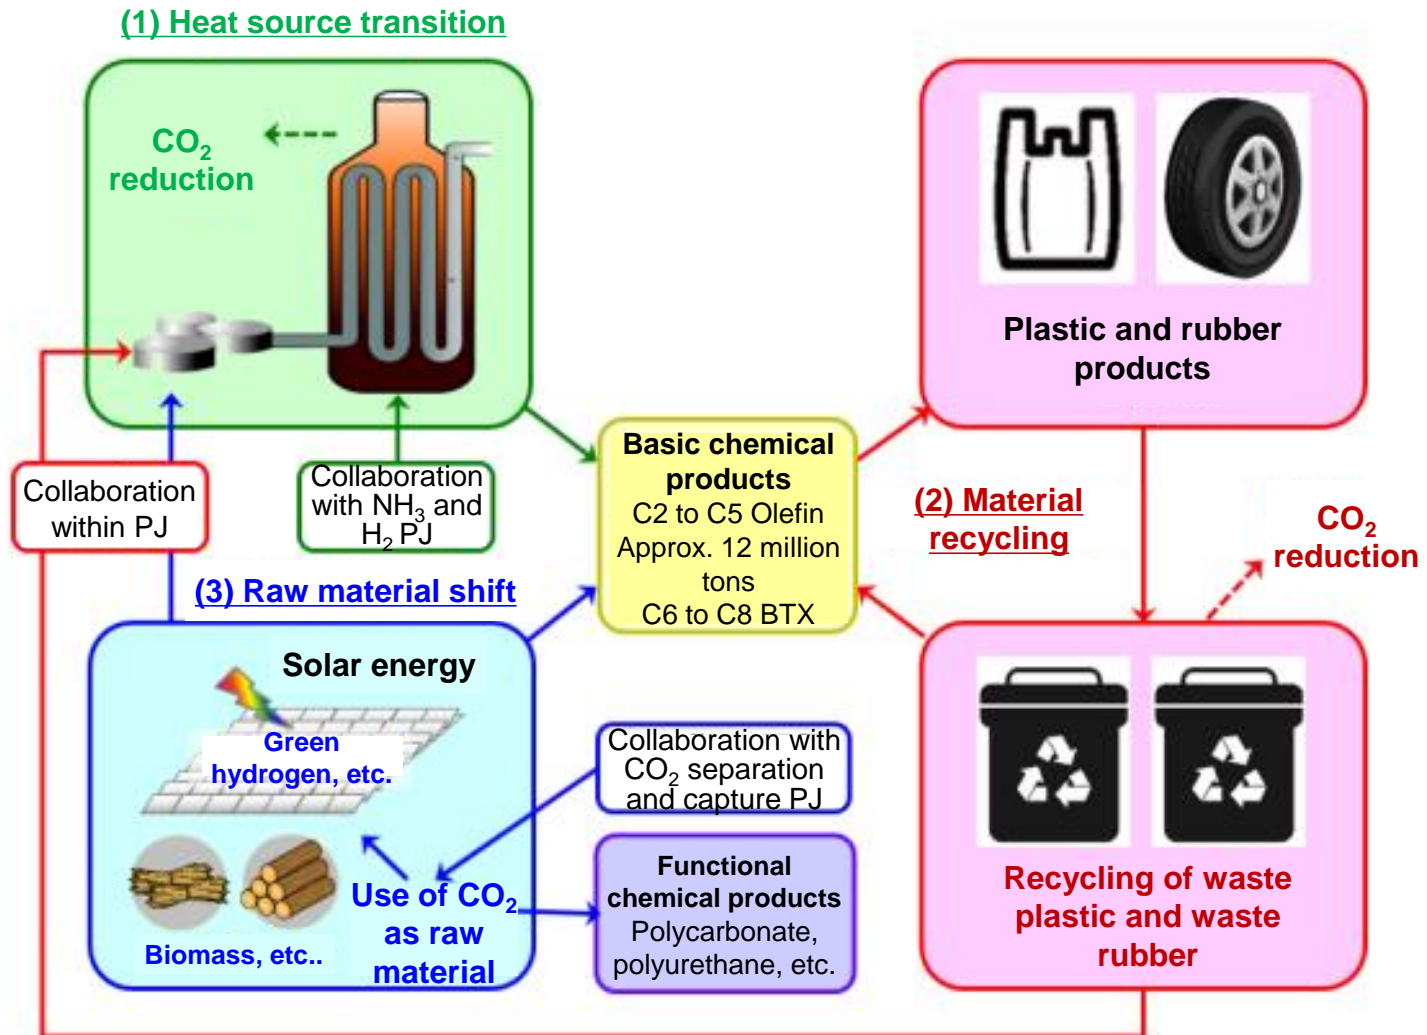 (1) Heat source transition
CO2
reduction
Plastic and rubber
products
Collaboration
within PJ
Collaboration
with NH3 and
H2 PJ
Basic chemical
products
C2 to C5 Olefin
Approx. 12 million
tons
C6 to C8 BTX
(2) Material
recycling
CO2
reduction
(3) Raw material shift
Solar energy
Green
hydrogen, etc.
Biomass, etc..
Use of CO2
as raw
material
Collaboration with
CO2 separation
and capture PJ
Functional
chemical products
Polycarbonate,
polyurethane, etc.
Recycling of waste
plastic and waste
rubber